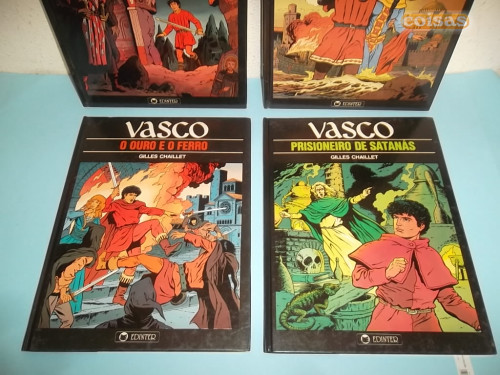 coisas
VASCO
O OURO E O FERRO
GILLES CHAILLET
EDINTER
VASCO
PRISIONEIRO DE SATANÁS
GILLES CHAILLET
EDINTER